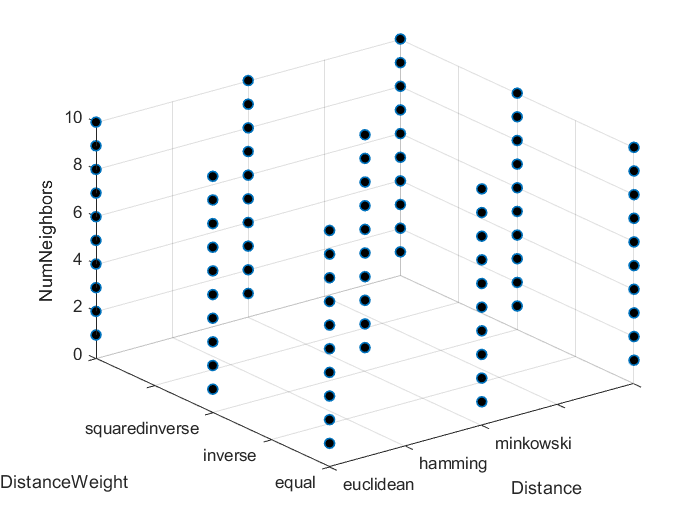 10
8
6
4
2
0
NumNeighbors
squaredinverse
inverse
equal
DistanceWeight
euclidean
hamming
minkowski
Distance